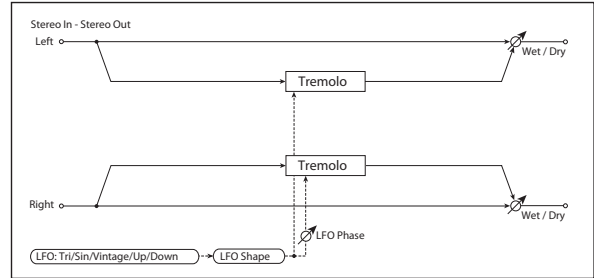 Stereo In - Stereo Out
Left
Wet / Dry
Tremolo
Tremolo
Right
Wet / Dry
LFO Phase
LFO: Tri/Sin/Vintage/Up/Down
LFO Shape